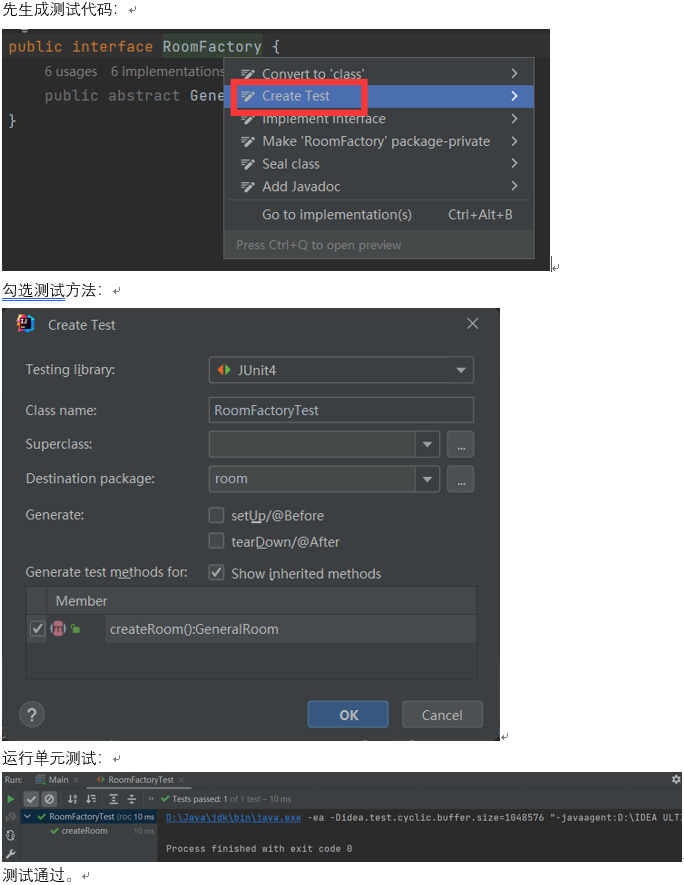 先生成测试代码：
public interface RoomFactory {
6 usages 6 implementations
public abstract Gene
}
Convert to 'class'
Create Test
Implement interface
Make 'RoomFactory' package-private
Seal class
Add Javadoc
Go to implementation(s) Ctrl+Alt+B
Press Ctrl+Q to open preview
勾选测试方法：
Create Test
Testing library: JUnit4
Class name: RoomFactoryTest
Superclass: ...
Destination package: room ...
Generate: setUp/@Before
tearDown/@After
Generate test methods for: Show inherited methods
Member
m createRoom():GeneralRoom
? OK Cancel
运行单元测试：
Run: Main × RoomFactoryTest ×
Tests passed: 1 of 1 test – 10 ms
RoomFactoryTest (roc 10 ms D:\Java\jdk\bin\java.exe -ea -Didea.test.cyclic.buffer.size=1048576 "-javaagent:D:\IDEA ULT
createRoom 10 ms
Process finished with exit code 0
测试通过。